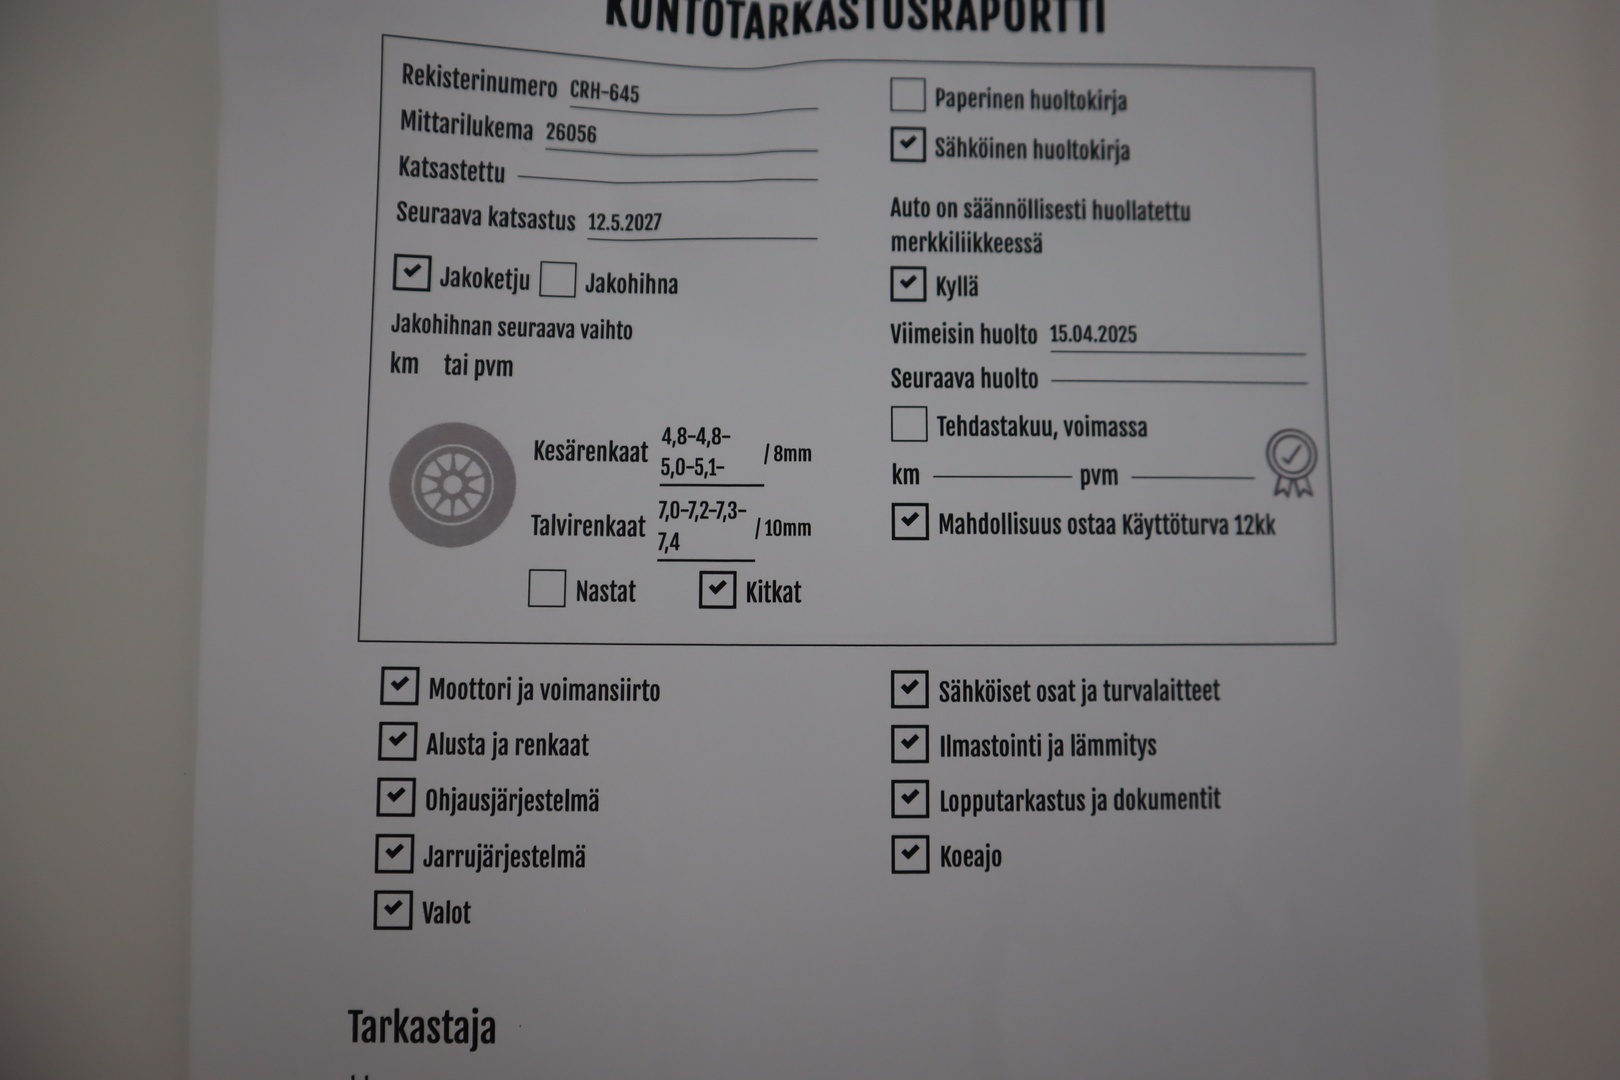 KUNTOTARKASTUSRAPORTTI
Rekisterinumero CRH-645
Mittarilukema 26056
Katsastettu
Seuraava katsastus 12.5.2027
Jakoketju Jakohihna
Jakohihnan seuraava vaihto
km tai pvm
Kesärenkaat 4,8-4,8-
5,0-5,1- / 8mm
Talvirenkaat 7,0-7,2-7,3-
7,4 / 10mm
Nastat Kitkat
Paperinen huoltokirja
Sähköinen huoltokirja
Auto on säännöllisesti huollatettu
merkkiliikkeessä
Kyllä
Viimeisin huolto 15.04.2025
Seuraava huolto
Tehdastakuu, voimassa
km pvm
Mahdollisuus ostaa Käyttöturva 12kk
Moottori ja voimansiirto
Alusta ja renkaat
Ohjausjärjestelmä
Jarrujärjestelmä
Valot
Sähköiset osat ja turvalaitteet
Ilmastointi ja lämmitys
Lopputarkastus ja dokumentit
Koeajo
Tarkastaja